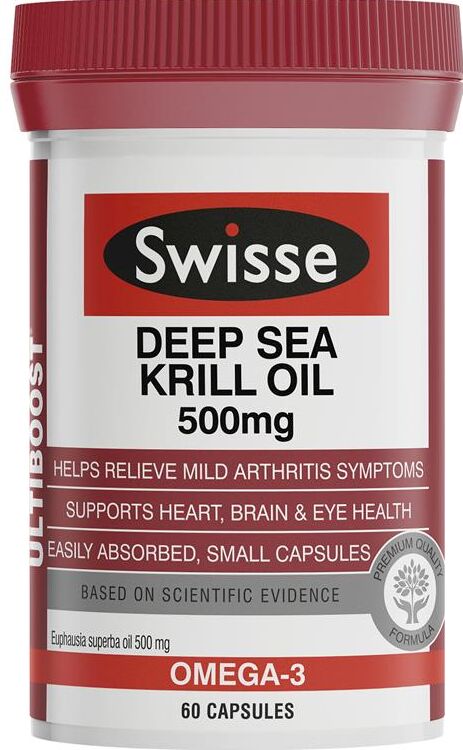 Swisse
DEEP SEA
KRILL OIL
500mg
ULTIBOOST®
HELPS RELIEVE MILD ARTHRITIS SYMPTOMS
SUPPORTS HEART, BRAIN & EYE HEALTH
EASILY ABSORBED, SMALL CAPSULES
PREMIUM QUALITY
FORMULA
BASED ON SCIENTIFIC EVIDENCE
Euphausia superba oil 500 mg
OMEGA-3
60 CAPSULES